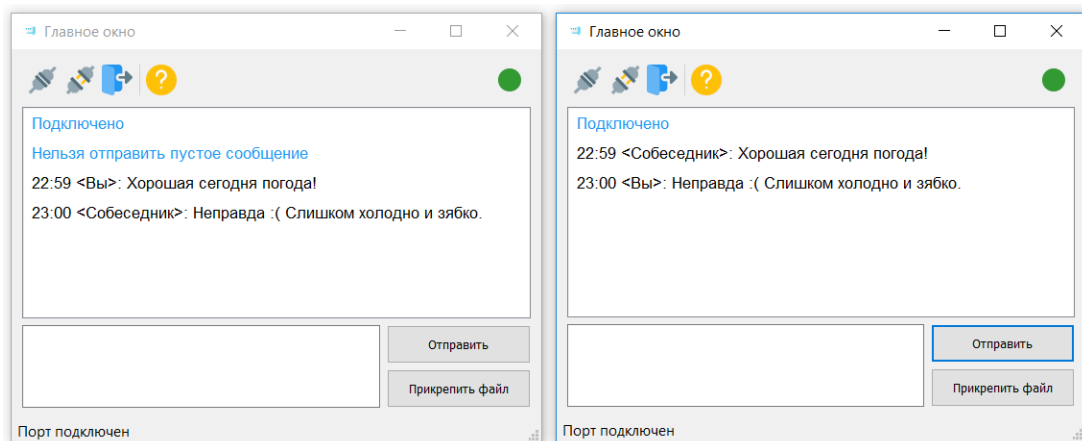 Главное окно
Подключено
Нельзя отправить пустое сообщение
22:59 <Вы>: Хорошая сегодня погода!
23:00 <Собеседник>: Неправда :( Слишком холодно и зябко.
Отправить
Прикрепить файл
Порт подключен
Главное окно
Подключено
22:59 <Собеседник>: Хорошая сегодня погода!
23:00 <Вы>: Неправда :( Слишком холодно и зябко.
Отправить
Прикрепить файл
Порт подключен